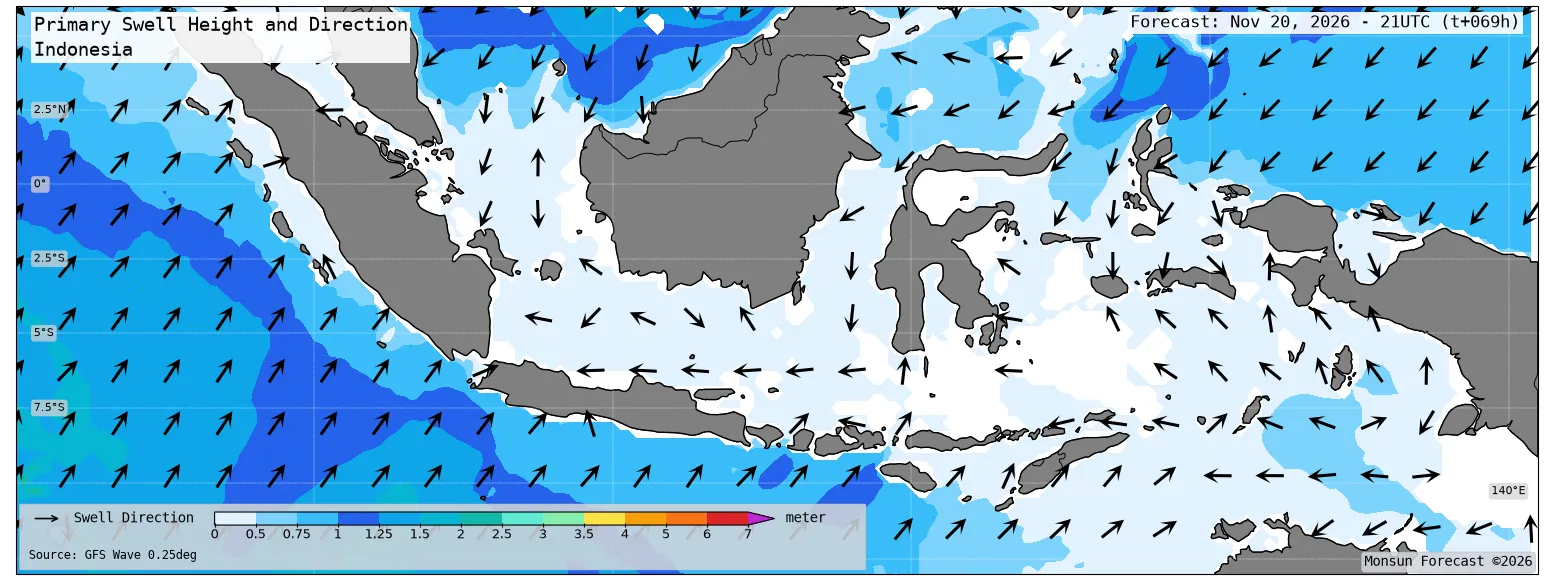 Primary Swell Height and Direction
Indonesia
Forecast: Nov 20, 2026 - 21UTC (t+069h)
2.5°N
0°
2.5°S
5°S
7.5°S
140°E
Swell Direction
0 0.5 0.75 1 1.25 1.5 2 2.5 3 3.5 4 5 6 7
meter
Source: GFS Wave 0.25deg
Monsun Forecast ©2026